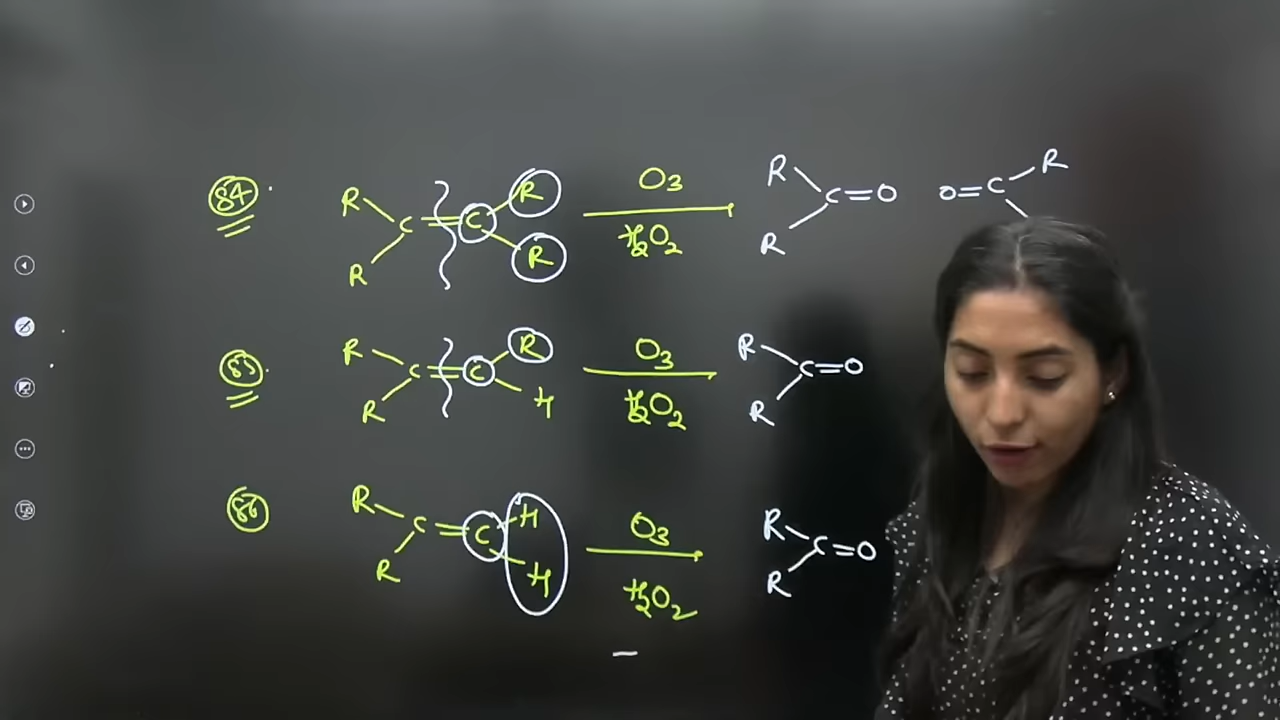 84 R R C = C R R O3 H2O2 R R C=O O=C R
85 R R C = C R H O3 H2O2 R R C=O
86 R R C = C H H O3 H2O2 R R C=O